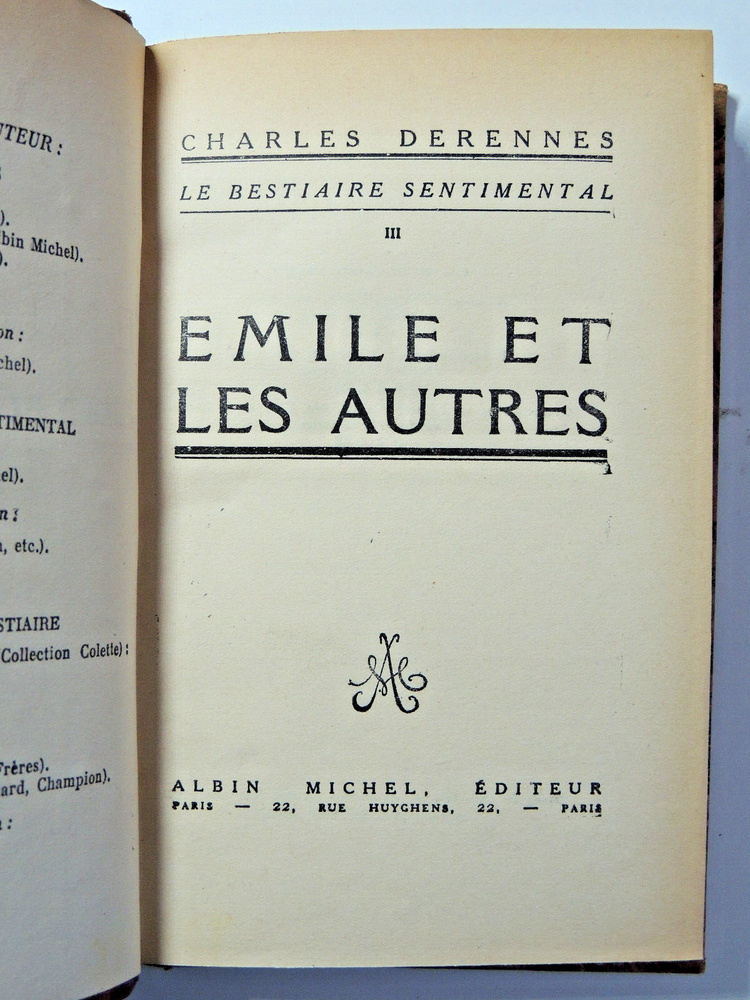 UTEUR :
).
bin Michel).
).
on :
chel).
TIMENTAL
el).
n :
, etc.).
STIAIRE
Collection Colette) :
Frères).
ard, Champion).
:
CHARLES DERENNES
LE BESTIAIRE SENTIMENTAL
III
EMILE ET
LES AUTRES
ALBIN MICHEL, ÉDITEUR
PARIS — 22, RUE HUYGHENS, 22, — PARIS